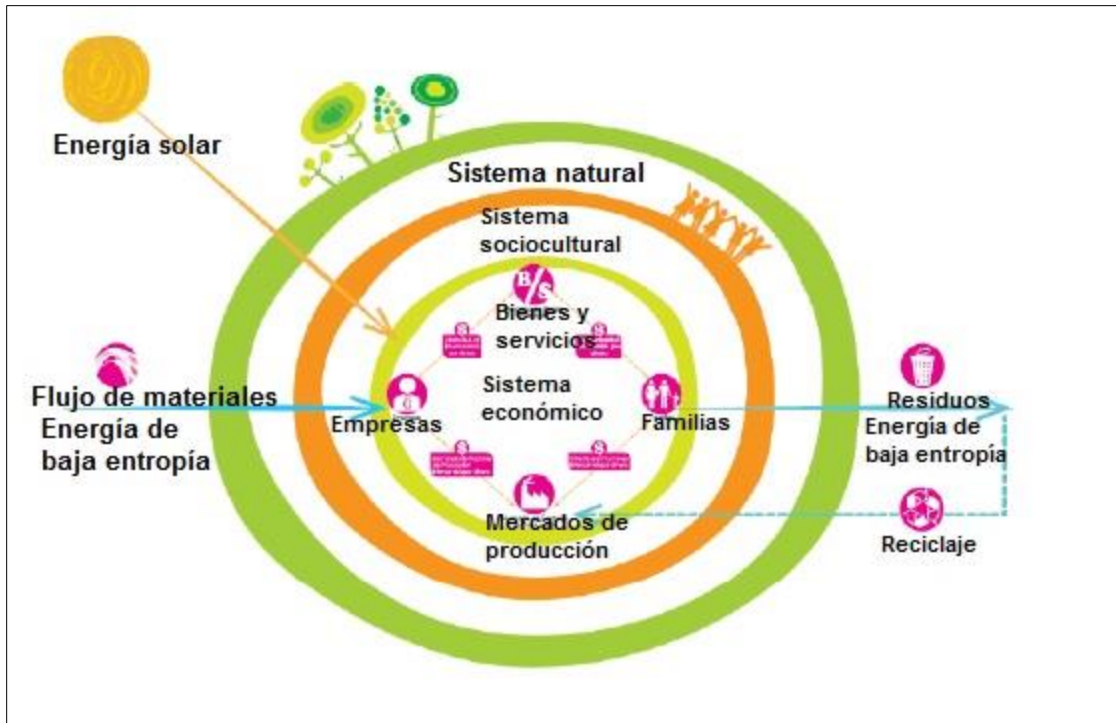 Energía solar
Sistema natural
Sistema
sociocultural
B/S
Bienes y
servicios
Sistema
económico
Empresas
Familias
Mercados de
producción
Flujo de materiales
Energía de
baja entropía
Residuos
Energía de
baja entropía
Reciclaje